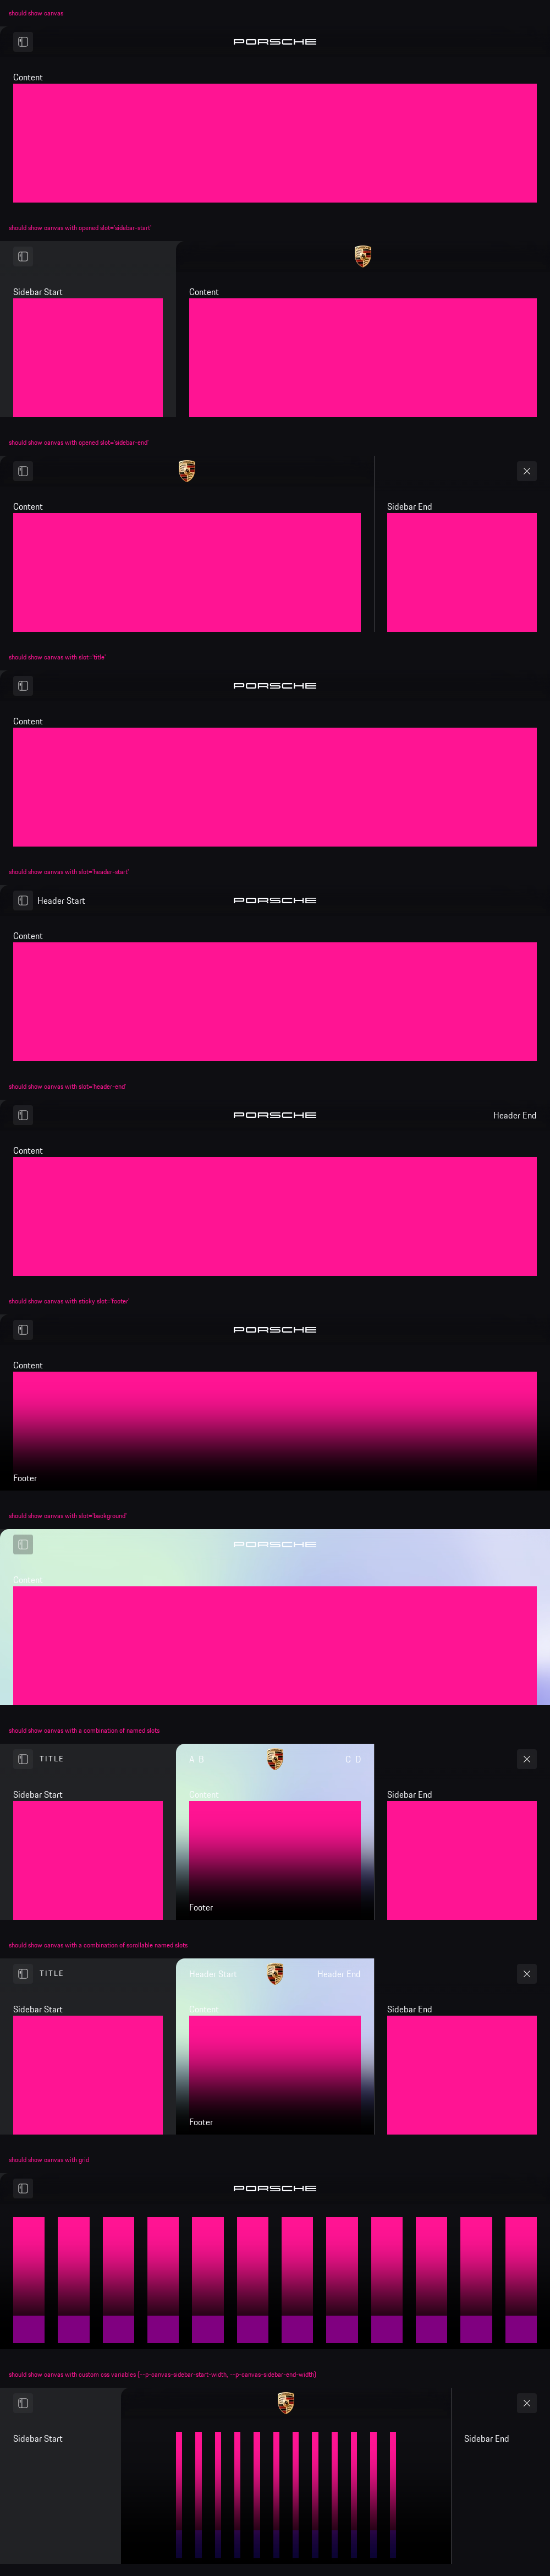 should show canvas
PORSCHE
Content
should show canvas with opened slot='sidebar-start'
Sidebar Start
Content
should show canvas with opened slot='sidebar-end'
Content
Sidebar End
should show canvas with slot='title'
PORSCHE
Content
should show canvas with slot='header-start'
Header Start
PORSCHE
Content
should show canvas with slot='header-end'
PORSCHE
Header End
Content
should show canvas with sticky slot='footer'
PORSCHE
Content
Footer
should show canvas with slot='background'
PORSCHE
Content
should show canvas with a combination of named slots
TITLE
A B
C D
Sidebar Start
Content
Sidebar End
Footer
should show canvas with a combination of scrollable named slots
TITLE
Header Start
Header End
Sidebar Start
Content
Sidebar End
Footer
should show canvas with grid
PORSCHE
should show canvas with custom css variables (--p-canvas-sidebar-start-width, --p-canvas-sidebar-end-width)
Sidebar Start
Sidebar End